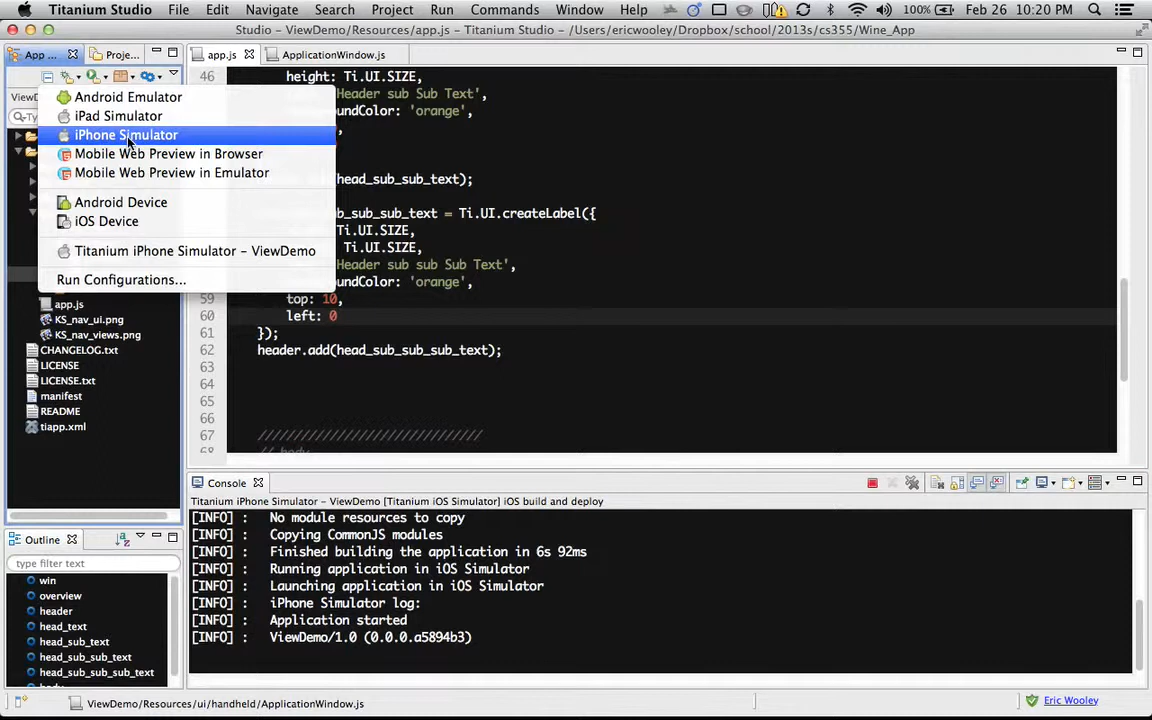 Titanium Studio File Edit Navigate Search Project Run Commands Window Help 100% Feb 26 10:20 PM
Studio – ViewDemo/Resources/app.js – Titanium Studio – /Users/ericwooley/Dropbox/school/2013s/cs355/Wine_App
App ... Proje... app.js ApplicationWindow.js
46 height: Ti.UI.SIZE,
Android Emulator
iPad Simulator
iPhone Simulator
Mobile Web Preview in Browser
Mobile Web Preview in Emulator
Android Device
iOS Device
Titanium iPhone Simulator – ViewDemo
Run Configurations...
Header sub Sub Text',
oundColor: 'orange',
,
head_sub_sub_text);
b_sub_sub_text = Ti.UI.createLabel({
Ti.UI.SIZE,
Ti.UI.SIZE,
Header sub sub Sub Text',
oundColor: 'orange',
59 top: 10,
60 left: 0
61 });
62 header.add(head_sub_sub_sub_text);
63
64
65
66
67 ///////////////////////////////
68 // body
app.js
KS_nav_ui.png
KS_nav_views.png
CHANGELOG.txt
LICENSE
LICENSE.txt
manifest
README
tiapp.xml
Console
Titanium iPhone Simulator – ViewDemo [Titanium iOS Simulator] iOS build and deploy
[INFO] : No module resources to copy
[INFO] : Copying CommonJS modules
[INFO] : Finished building the application in 6s 92ms
[INFO] : Running application in iOS Simulator
[INFO] : Launching application in iOS Simulator
[INFO] : iPhone Simulator log:
[INFO] : Application started
[INFO] : ViewDemo/1.0 (0.0.0.a5894b3)
Outline
type filter text
win
overview
header
head_text
head_sub_text
head_sub_sub_text
head_sub_sub_sub_text
ViewDemo/Resources/ui/handheld/ApplicationWindow.js
Eric Wooley